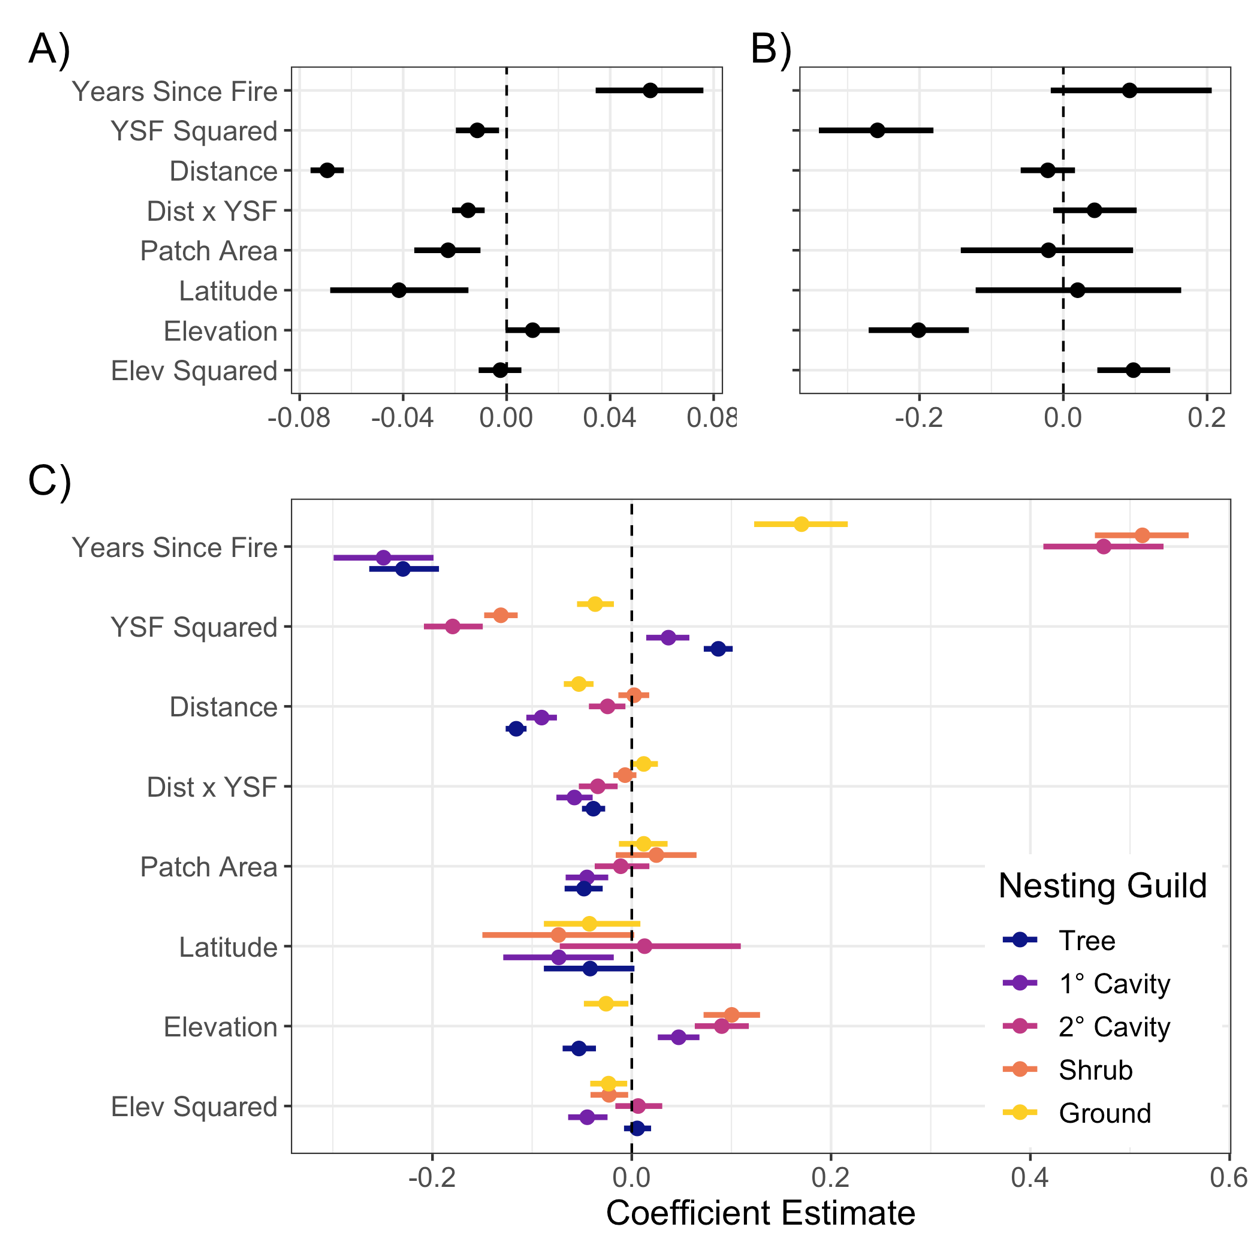 A)
B)
Years Since Fire
YSF Squared
Distance
Dist x YSF
Patch Area
Latitude
Elevation
Elev Squared
-0.08 -0.04 0.00 0.04 0.08
-0.2 0.0 0.2
C)
Years Since Fire
YSF Squared
Distance
Dist x YSF
Patch Area
Latitude
Elevation
Elev Squared
Nesting Guild
Tree
1° Cavity
2° Cavity
Shrub
Ground
-0.2 0.0 0.2 0.4 0.6
Coefficient Estimate